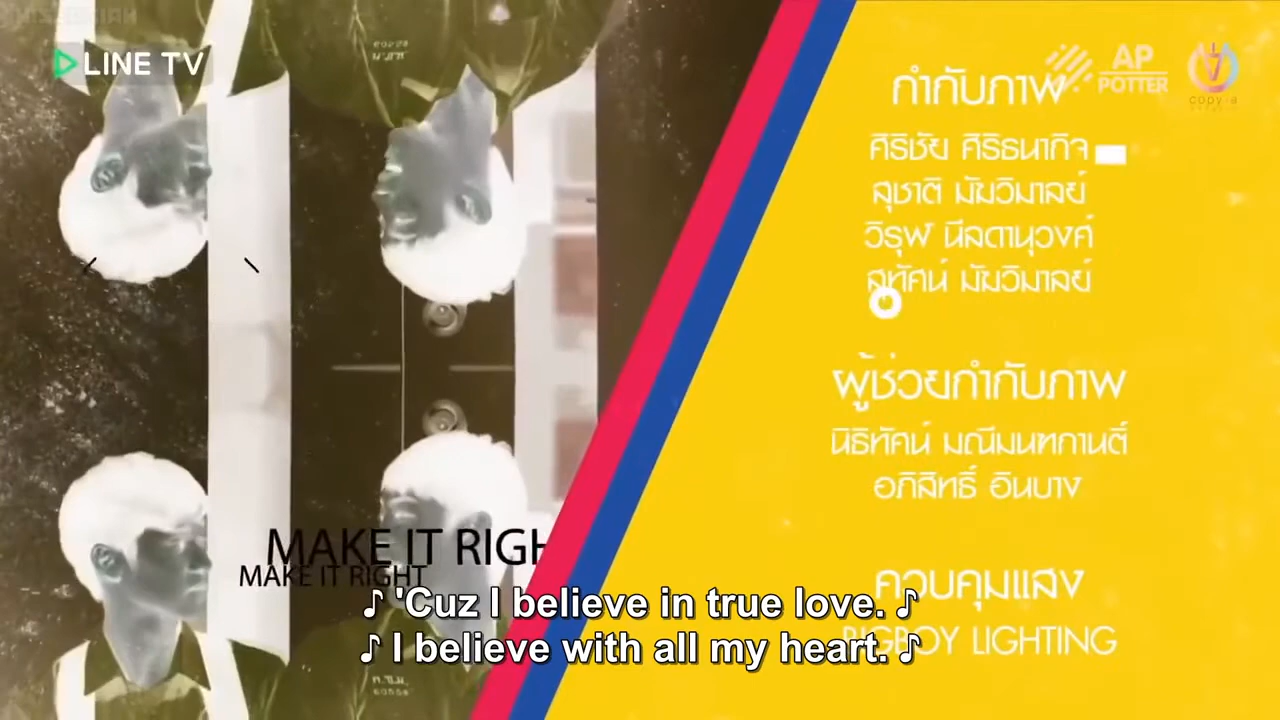 LINE TV
AP
POTTER
copy-a
กำกับภาพ
ศิริชัย ศิริธนากิจ
สุชาติ มัฆวิมาลย์
วิรุฬ นีลดานุวงศ์
สุทัศน์ มัฆวิมาลย์
ผู้ช่วยกำกับภาพ
นิธิทัศน์ มณีมนฑกานติ์
อภิสิทธิ์ อินบาง
ควบคุมแสง
BIGBOY LIGHTING
MAKE IT RIGH
MAKE IT RIGHT
♪ 'Cuz I believe in true love. ♪
♪ I believe with all my heart. ♪